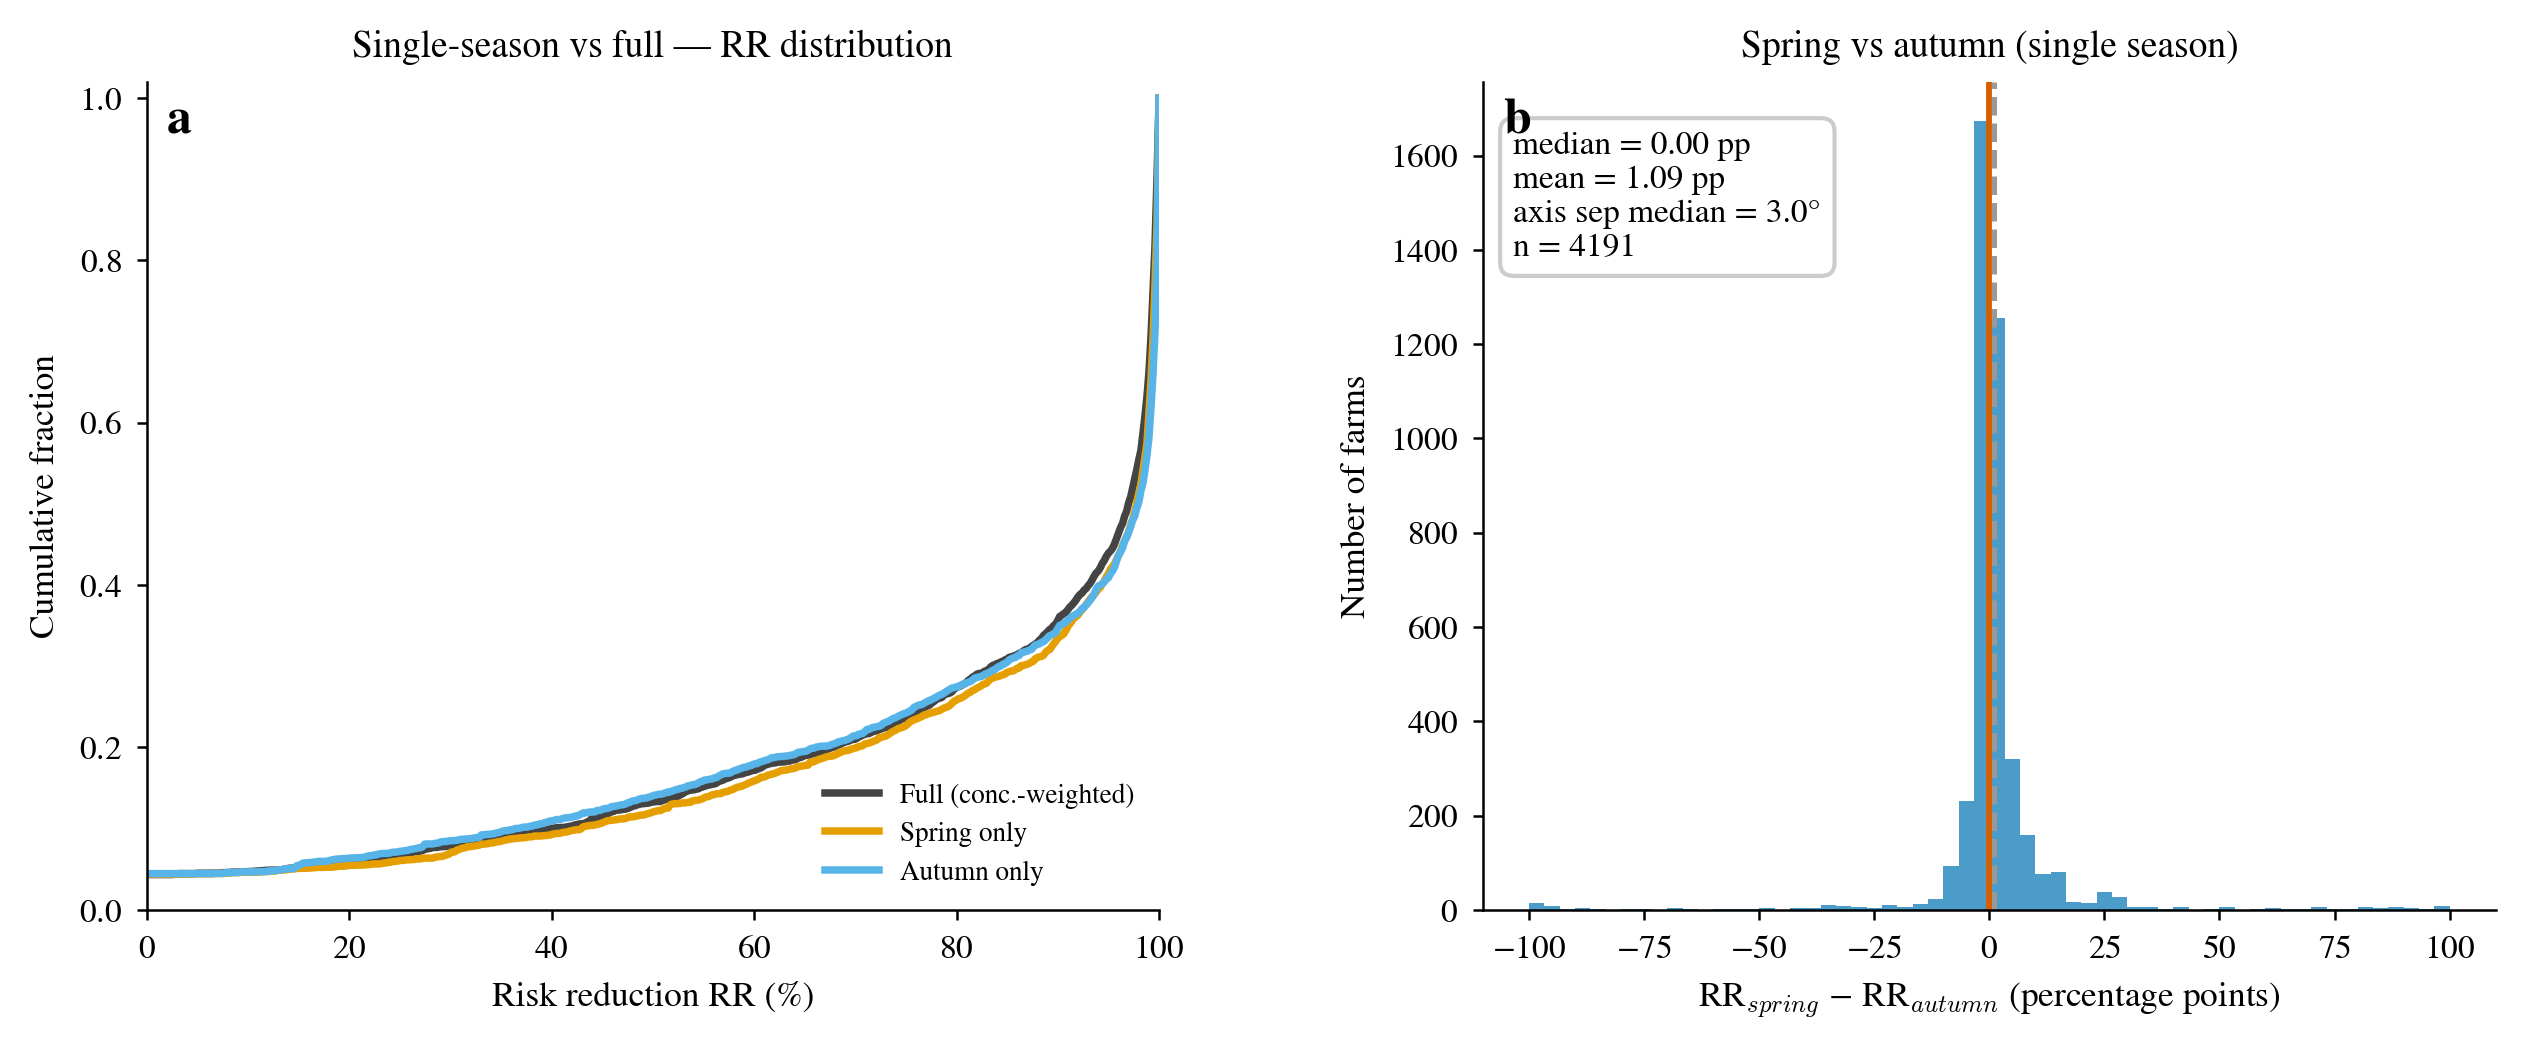 Single-season vs full — RR distribution
a
1.0
0.8
0.6
0.4
0.2
0.0
Cumulative fraction
Full (conc.-weighted)
Spring only
Autumn only
0 20 40 60 80 100
Risk reduction RR (%)
Spring vs autumn (single season)
b
median = 0.00 pp
mean = 1.09 pp
axis sep median = 3.0°
n = 4191
1600
1400
1200
1000
800
600
400
200
0
Number of farms
−100 −75 −50 −25 0 25 50 75 100
RR_spring − RR_autumn (percentage points)